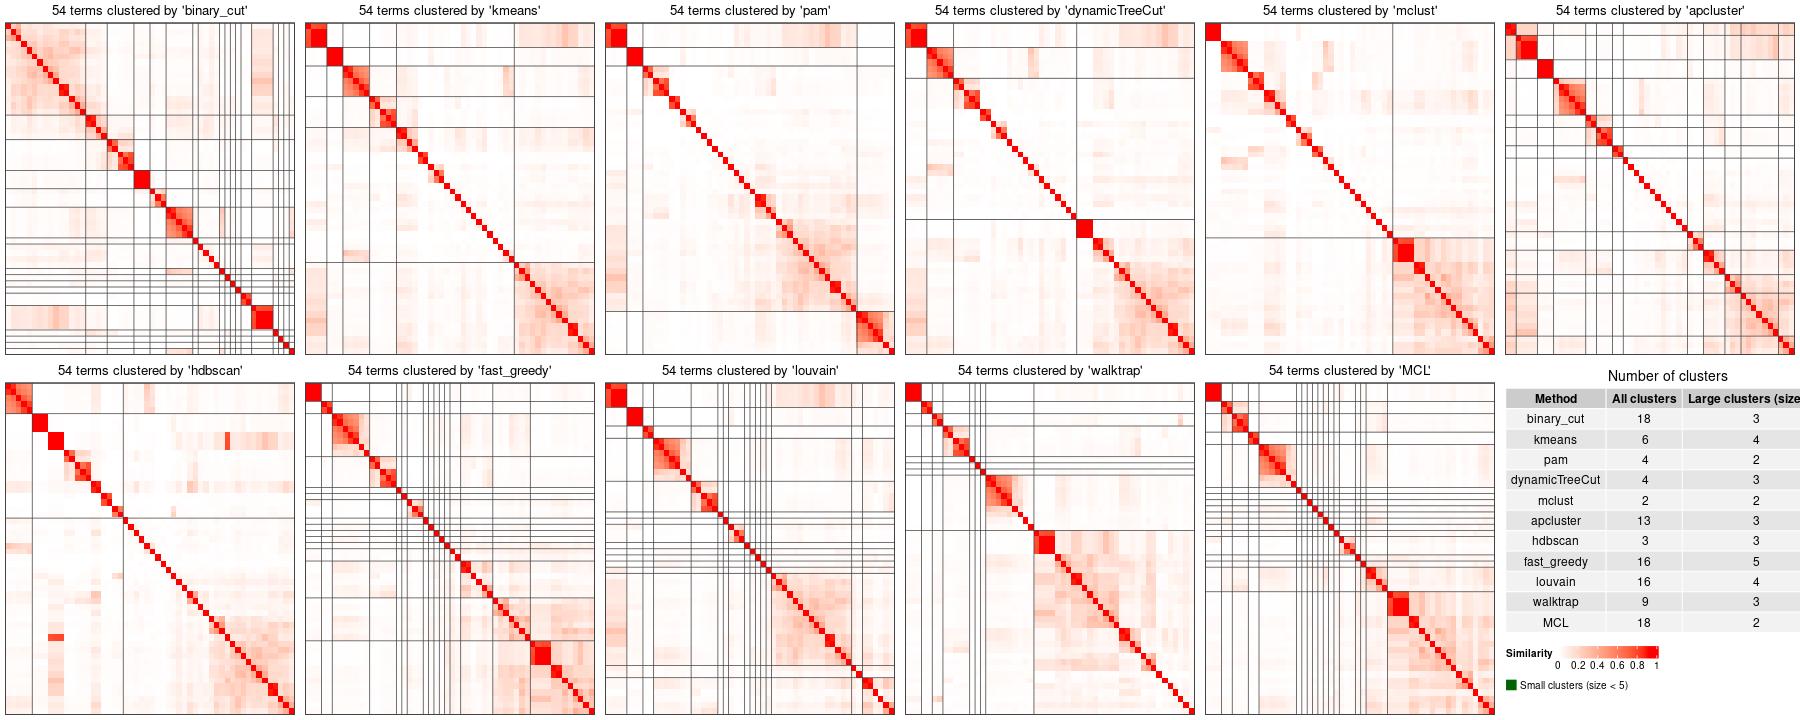 54 terms clustered by 'binary_cut'
54 terms clustered by 'kmeans'
54 terms clustered by 'pam'
54 terms clustered by 'dynamicTreeCut'
54 terms clustered by 'mclust'
54 terms clustered by 'apcluster'
54 terms clustered by 'hdbscan'
54 terms clustered by 'fast_greedy'
54 terms clustered by 'louvain'
54 terms clustered by 'walktrap'
54 terms clustered by 'MCL'
Number of clusters
Method All clusters Large clusters (size
binary_cut 18 3
kmeans 6 4
pam 4 2
dynamicTreeCut 4 3
mclust 2 2
apcluster 13 3
hdbscan 3 3
fast_greedy 16 5
louvain 16 4
walktrap 9 3
MCL 18 2
Similarity
0 0.2 0.4 0.6 0.8 1
Small clusters (size < 5)